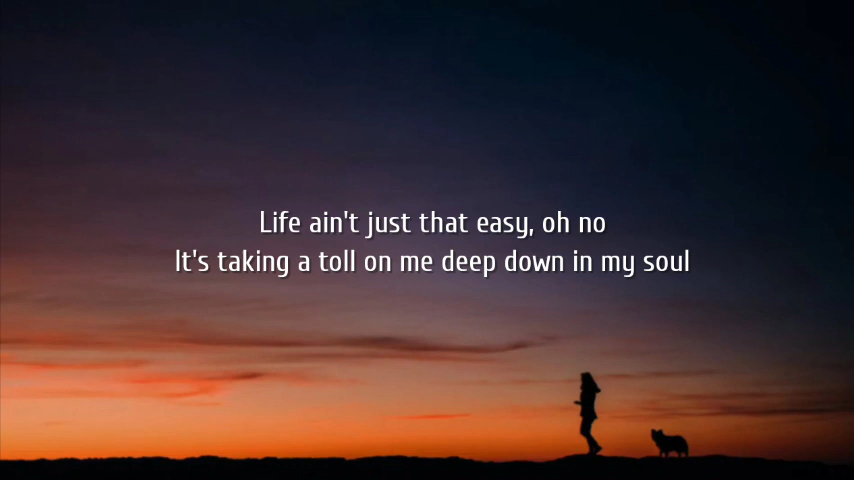 Life ain't just that easy, oh no
It's taking a toll on me deep down in my soul